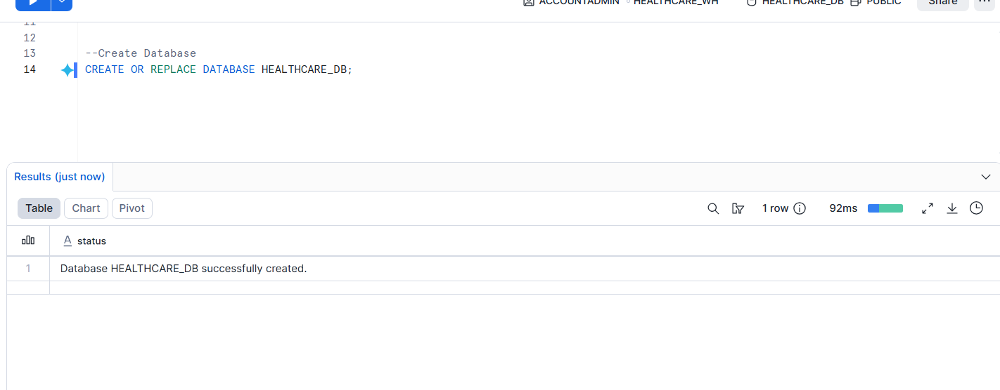 ACCOUNTADMIN HEALTHCARE_WH HEALTHCARE_DB PUBLIC Share
11
12
13 --Create Database
14 CREATE OR REPLACE DATABASE HEALTHCARE_DB;
Results (just now)
Table Chart Pivot 1 row 92ms
A status
1 Database HEALTHCARE_DB successfully created.